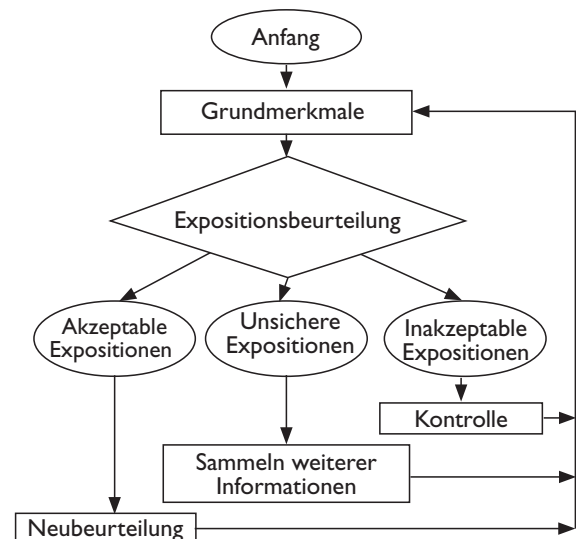 Anfang
Grundmerkmale
Expositionsbeurteilung
Akzeptable
Expositionen
Unsichere
Expositionen
Inakzeptable
Expositionen
Kontrolle
Sammeln weiterer
Informationen
Neubeurteilung